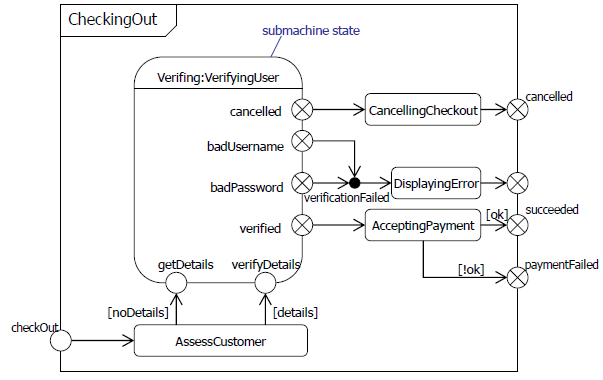 CheckingOut
submachine state
Verifing:VerifyingUser
cancelled
CancellingCheckout
cancelled
badUsername
badPassword
verificationFailed
DisplayingError
verified
AcceptingPayment
[ok]
succeeded
[!ok]
paymentFailed
getDetails
verifyDetails
[noDetails]
[details]
checkOut
AssessCustomer